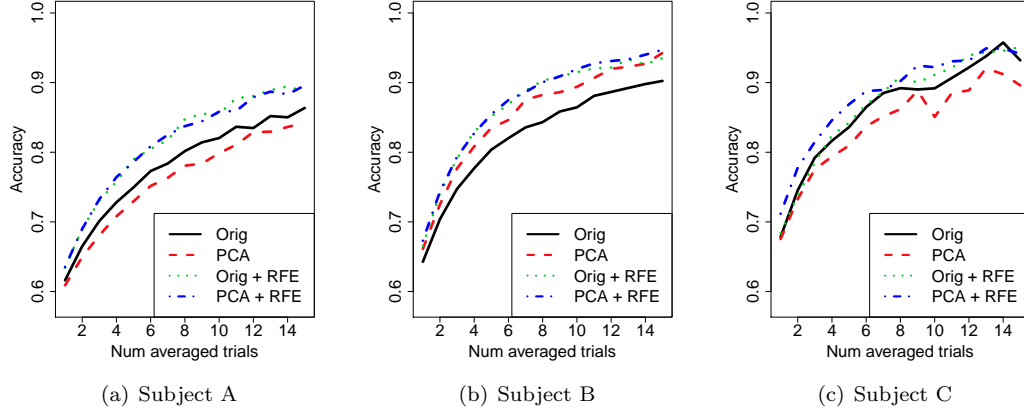 1.0
0.9
0.8
0.7
0.6
Accuracy
Orig
PCA
Orig + RFE
PCA + RFE
2 4 6 8 10 12 14
Num averaged trials
(a) Subject A
1.0
0.9
0.8
0.7
0.6
Accuracy
Orig
PCA
Orig + RFE
PCA + RFE
2 4 6 8 10 12 14
Num averaged trials
(b) Subject B
1.0
0.9
0.8
0.7
0.6
Accuracy
Orig
PCA
Orig + RFE
PCA + RFE
2 4 6 8 10 12 14
Num averaged trials
(c) Subject C